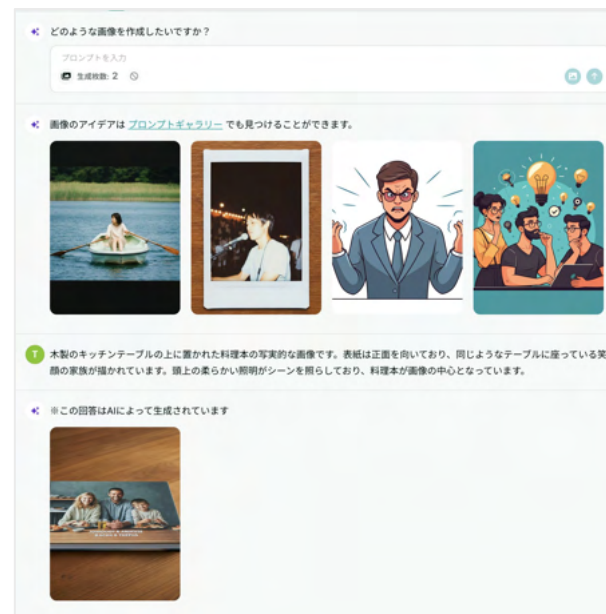 どのような画像を作成したいですか？
プロンプトを入力
生成枚数: 2
画像のアイデアは プロンプトギャラリー でも見つけることができます。
T
木製のキッチンテーブルの上に置かれた料理本の写実的な画像です。表紙は正面を向いており、同じようなテーブルに座っている笑
顔の家族が描かれています。頭上の柔らかい照明がシーンを照らしており、料理本が画像の中心となっています。
※この回答はAIによって生成されています